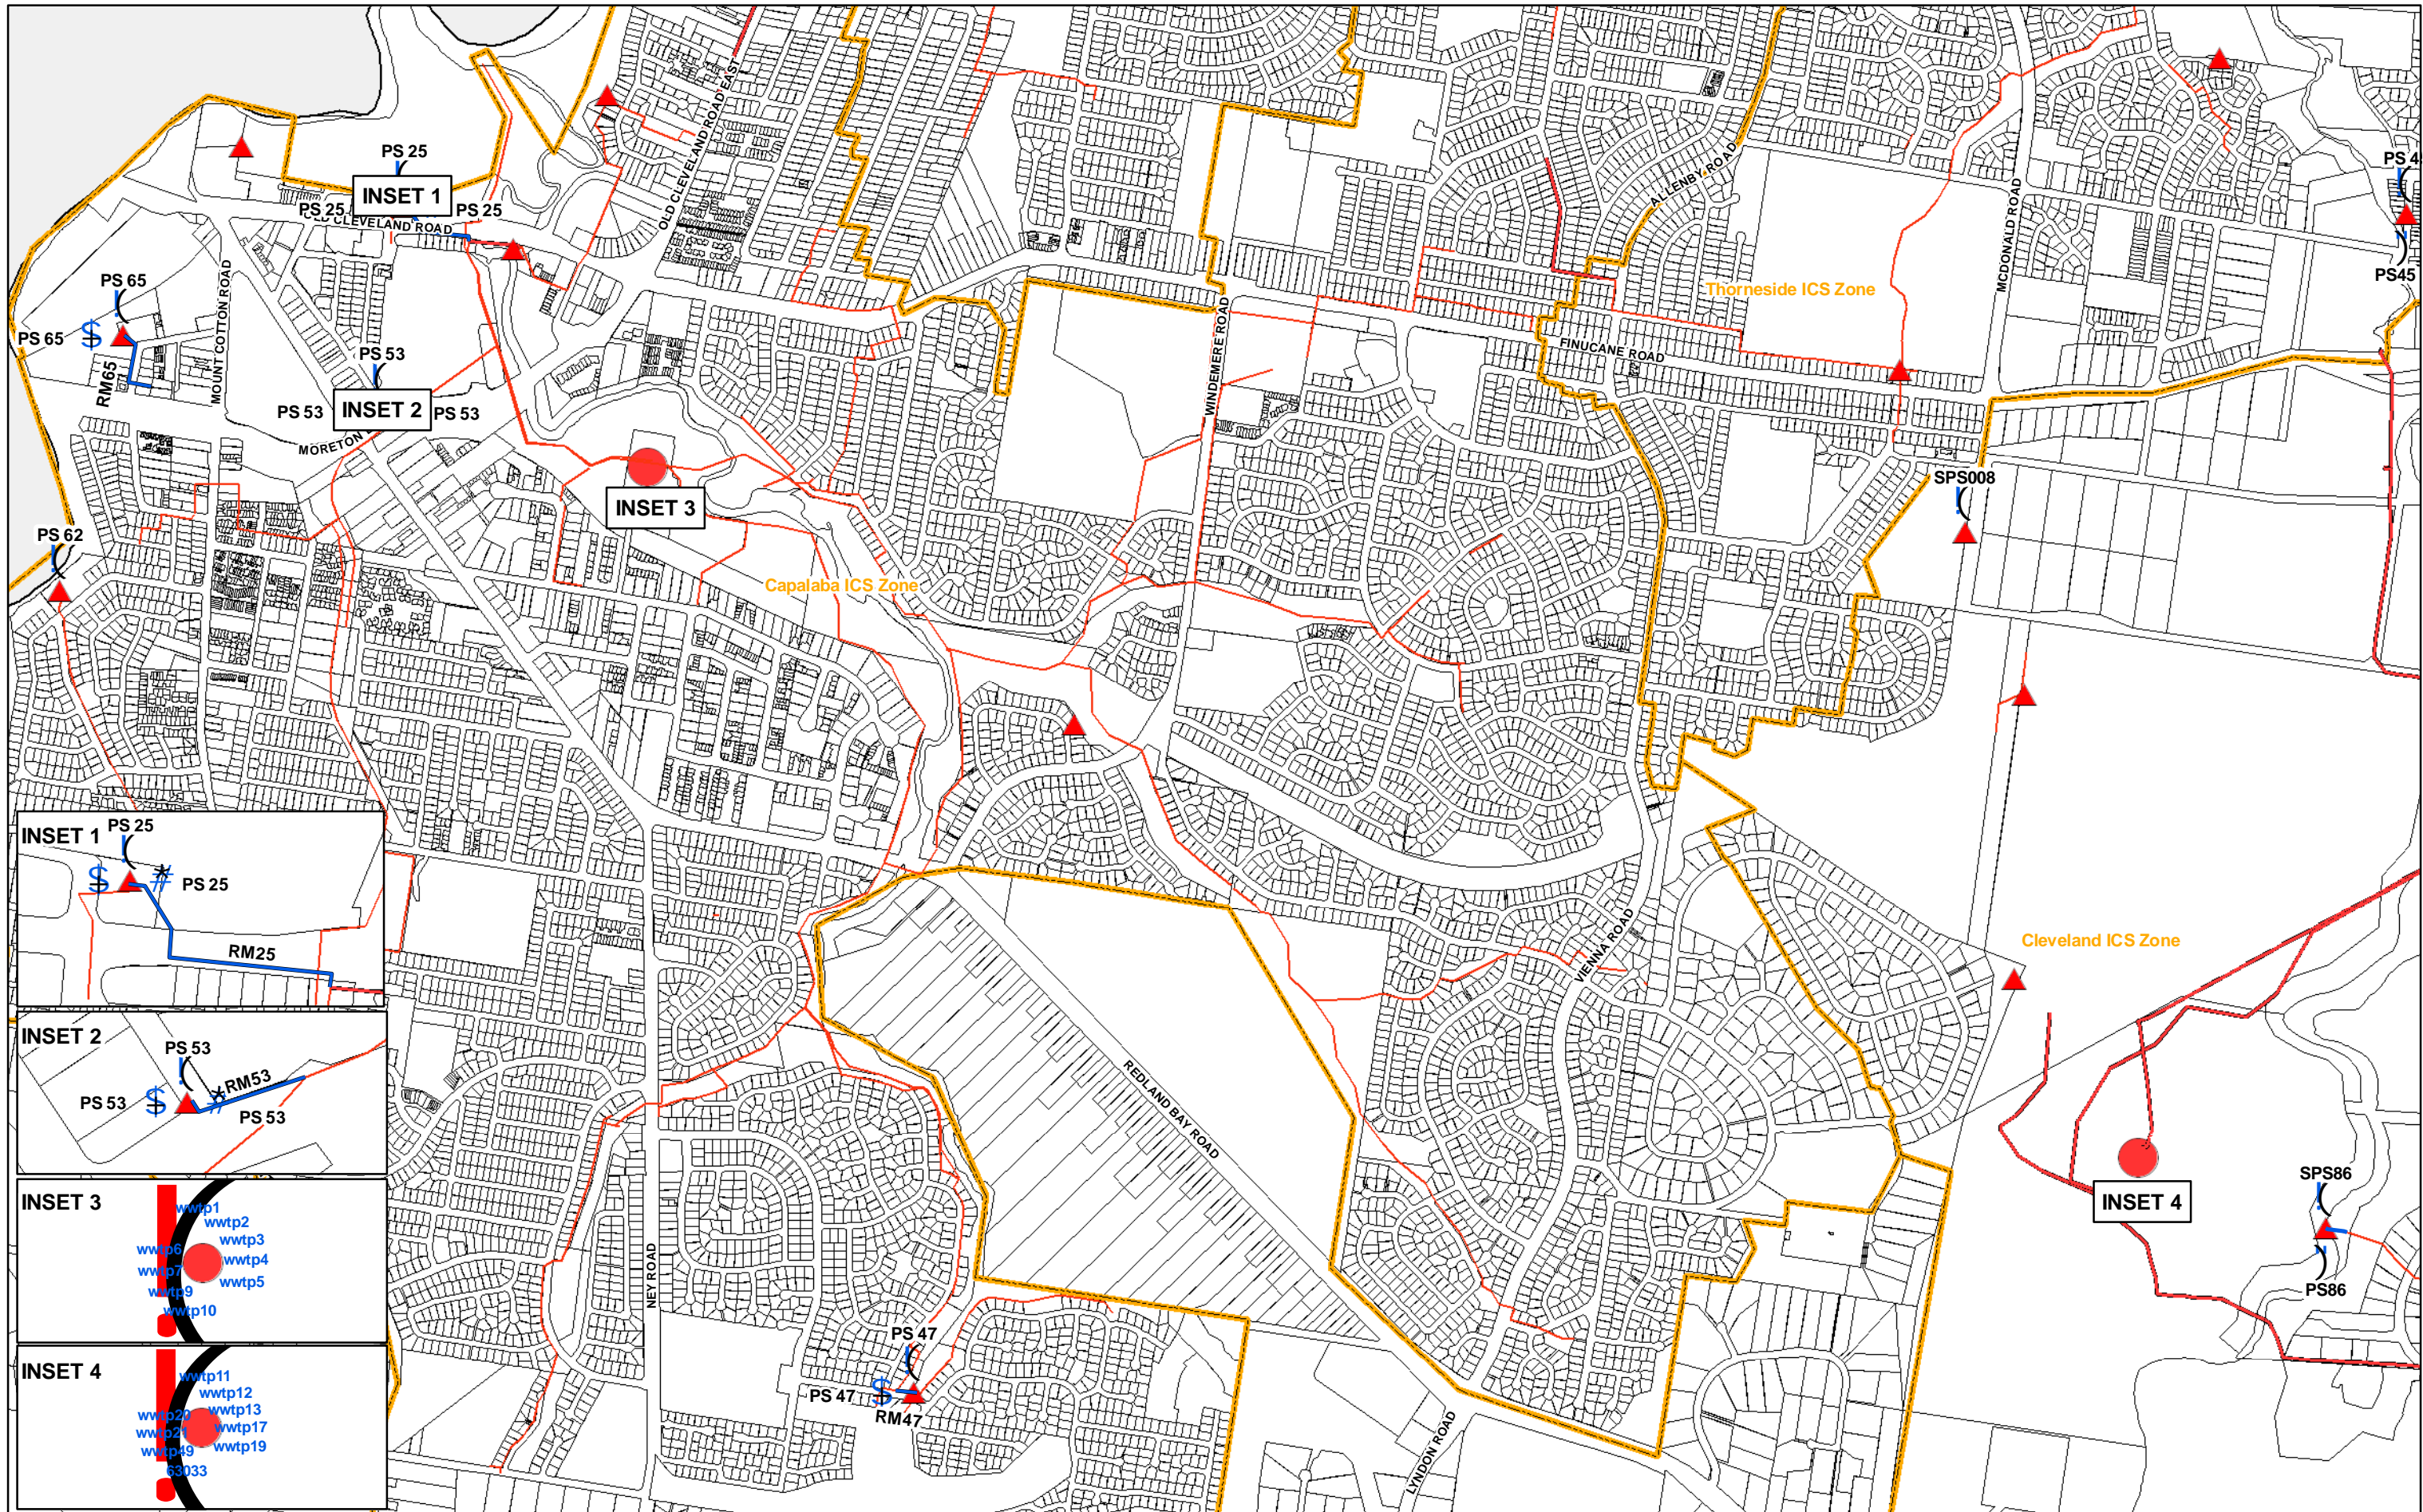 OLD CLEVELAND ROAD EAST
PS 25
INSET 1
PS 25
PS 25
CLEVELAND ROAD
ALLENBY ROAD
MCDONALD ROAD
PS 4
PS45
Thorneside ICS Zone
PS 65
PS 65
RM65
MOUNT COTTON ROAD
PS 53
PS 53
INSET 2
PS 53
MORETON
WINDEMERE ROAD
FINUCANE ROAD
INSET 3
SPS008
PS 62
Capalaba ICS Zone
INSET 1
PS 25
$
*
#
PS 25
RM25
Cleveland ICS Zone
VIENNA ROAD
INSET 2
PS 53
RM53
PS 53
$
*
#
PS 53
REDLAND BAY ROAD
INSET 4
SPS86
PS86
INSET 3
wwtp1
wwtp2
wwtp3
wwtp6
wwtp4
wwtp7
wwtp5
wwtp9
wwtp10
NEY ROAD
PS 47
PS 47
$
RM47
LYNDON ROAD
INSET 4
wwtp11
wwtp12
wwtp13
wwtp20
wwtp17
wwtp21
wwtp19
wwtp49
63033